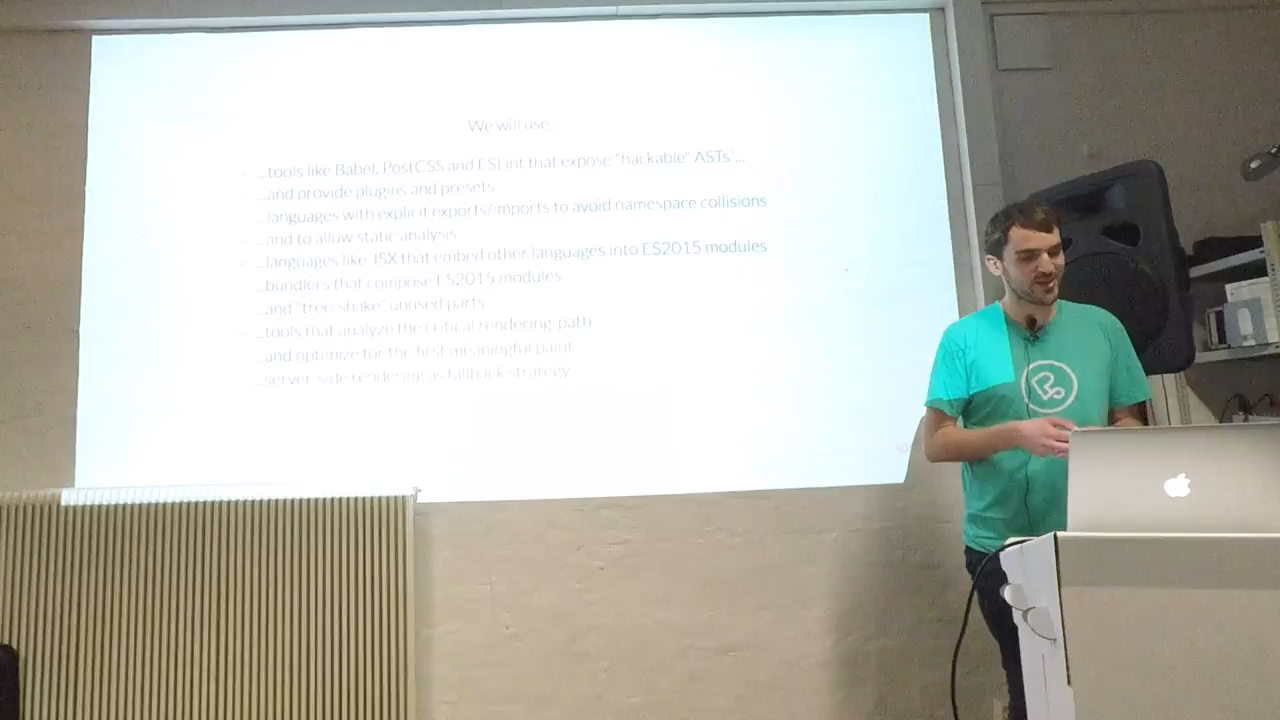 We will use...
- ...tools like Babel, PostCSS and ESLint that expose "hackable" ASTs ...
- ...and provide plugins and presets
- ...languages with explicit exports/imports to avoid namespace collisions
- ...and to allow static analysis
- ...languages like JSX that embed other languages into ES2015 modules
- ...bundlers that compose ES2015 modules
- ...and "tree-shake" unused parts
- ...tools that analyze the critical rendering path
- ...and optimize for the first meaningful paint
- ...server-side rendering as fallback strategy